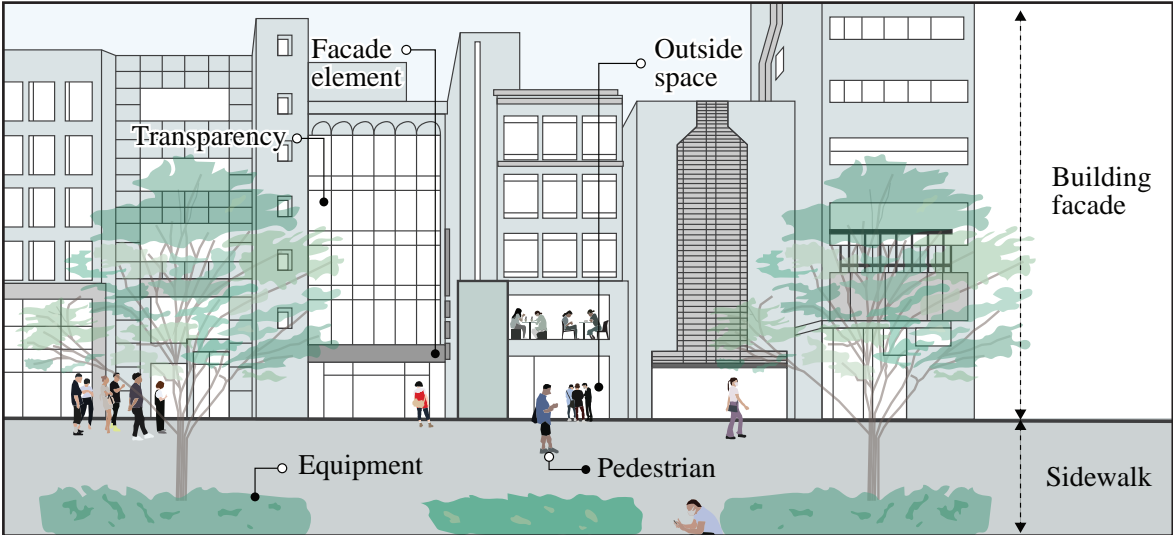 Facade
element
Outside
space
Transparency
Building
facade
Equipment
Pedestrian
Sidewalk